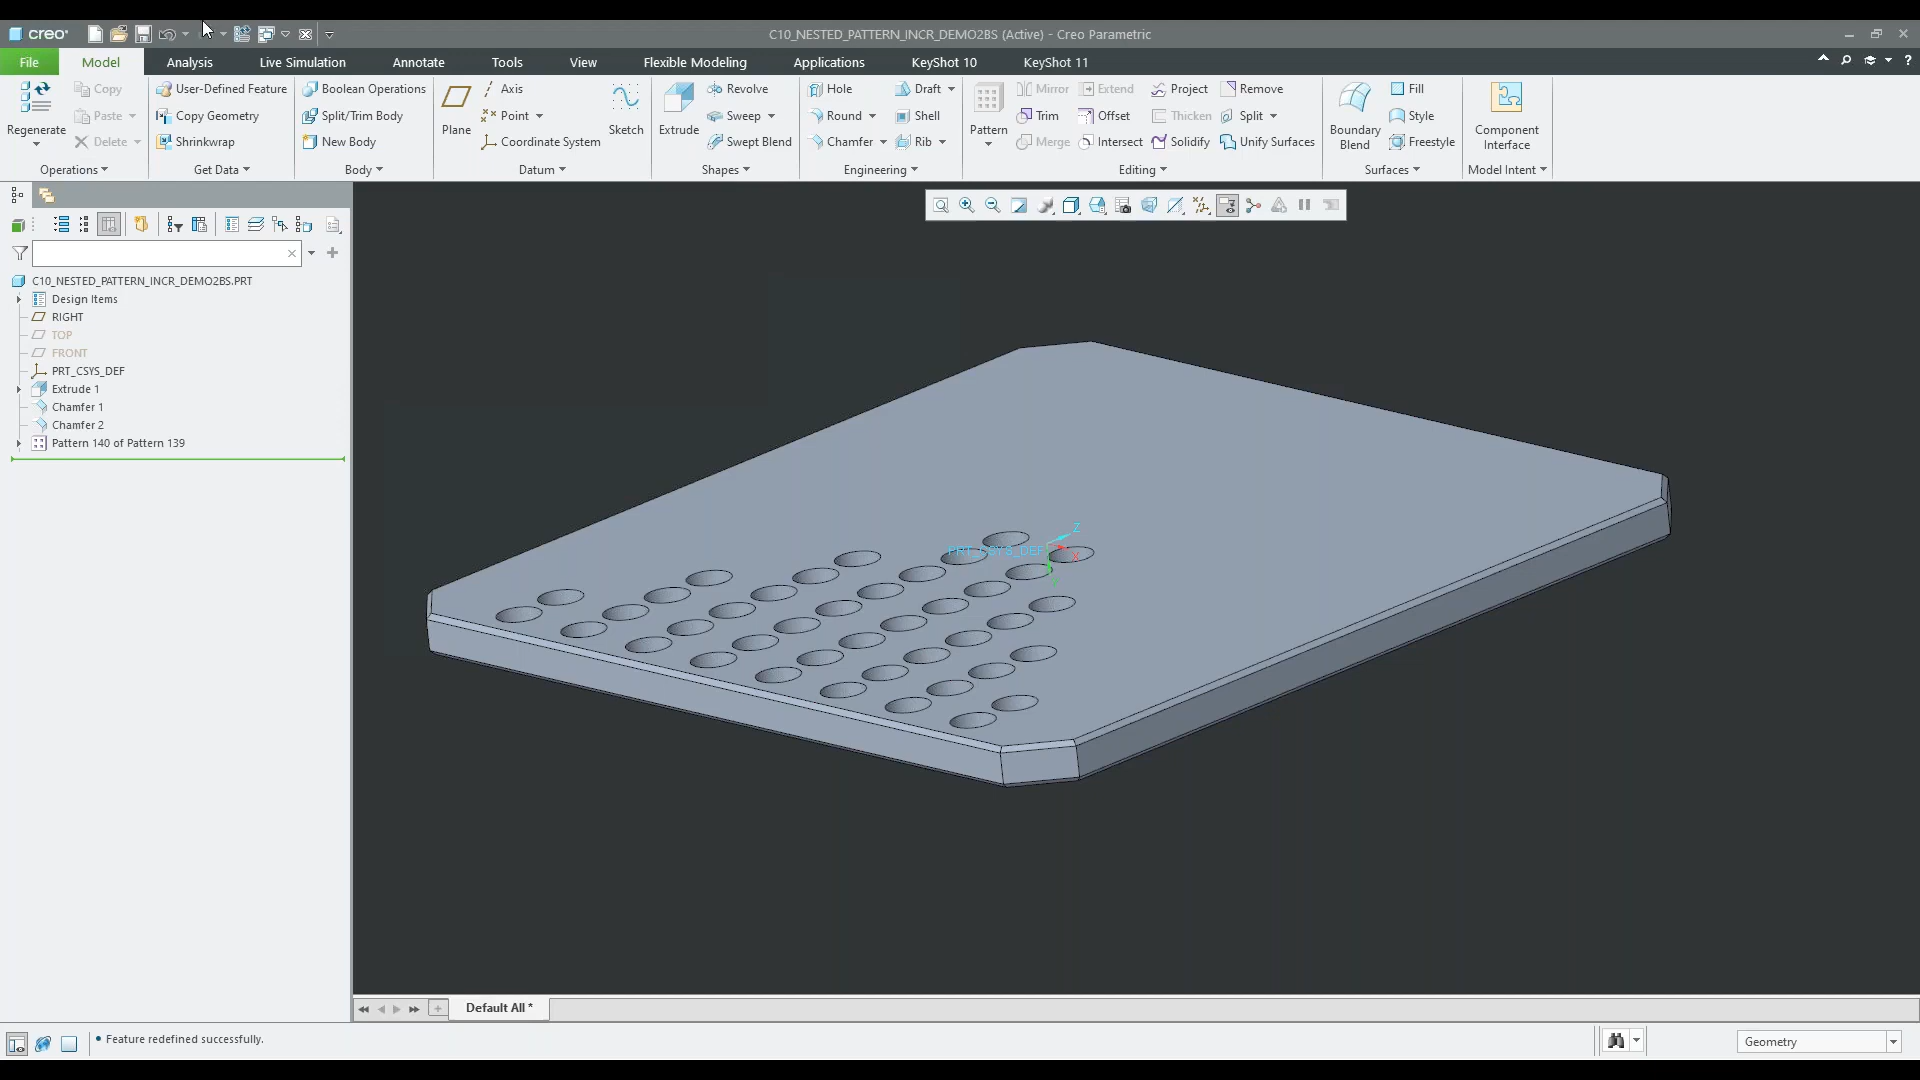 creo®
C10_NESTED_PATTERN_INCR_DEMO2BS (Active) - Creo Parametric
File Model Analysis Live Simulation Annotate Tools View Flexible Modeling Applications KeyShot 10 KeyShot 11
Regenerate
Copy
Paste
Delete
Operations
User-Defined Feature
Copy Geometry
Shrinkwrap
Get Data
Boolean Operations
Split/Trim Body
New Body
Body
Plane
Axis
Point
Coordinate System
Sketch
Datum
Extrude
Revolve
Sweep
Swept Blend
Shapes
Hole
Round
Chamfer
Draft
Shell
Rib
Engineering
Pattern
Mirror
Trim
Merge
Extend
Offset
Intersect
Project
Thicken
Solidify
Remove
Split
Unify Surfaces
Editing
Boundary
Blend
Fill
Style
Freestyle
Surfaces
Component
Interface
Model Intent
C10_NESTED_PATTERN_INCR_DEMO2BS.PRT
Design Items
RIGHT
TOP
FRONT
PRT_CSYS_DEF
Extrude 1
Chamfer 1
Chamfer 2
Pattern 140 of Pattern 139
Z
PRT_CSYS_DEF
X
Default All *
• Feature redefined successfully.
Geometry